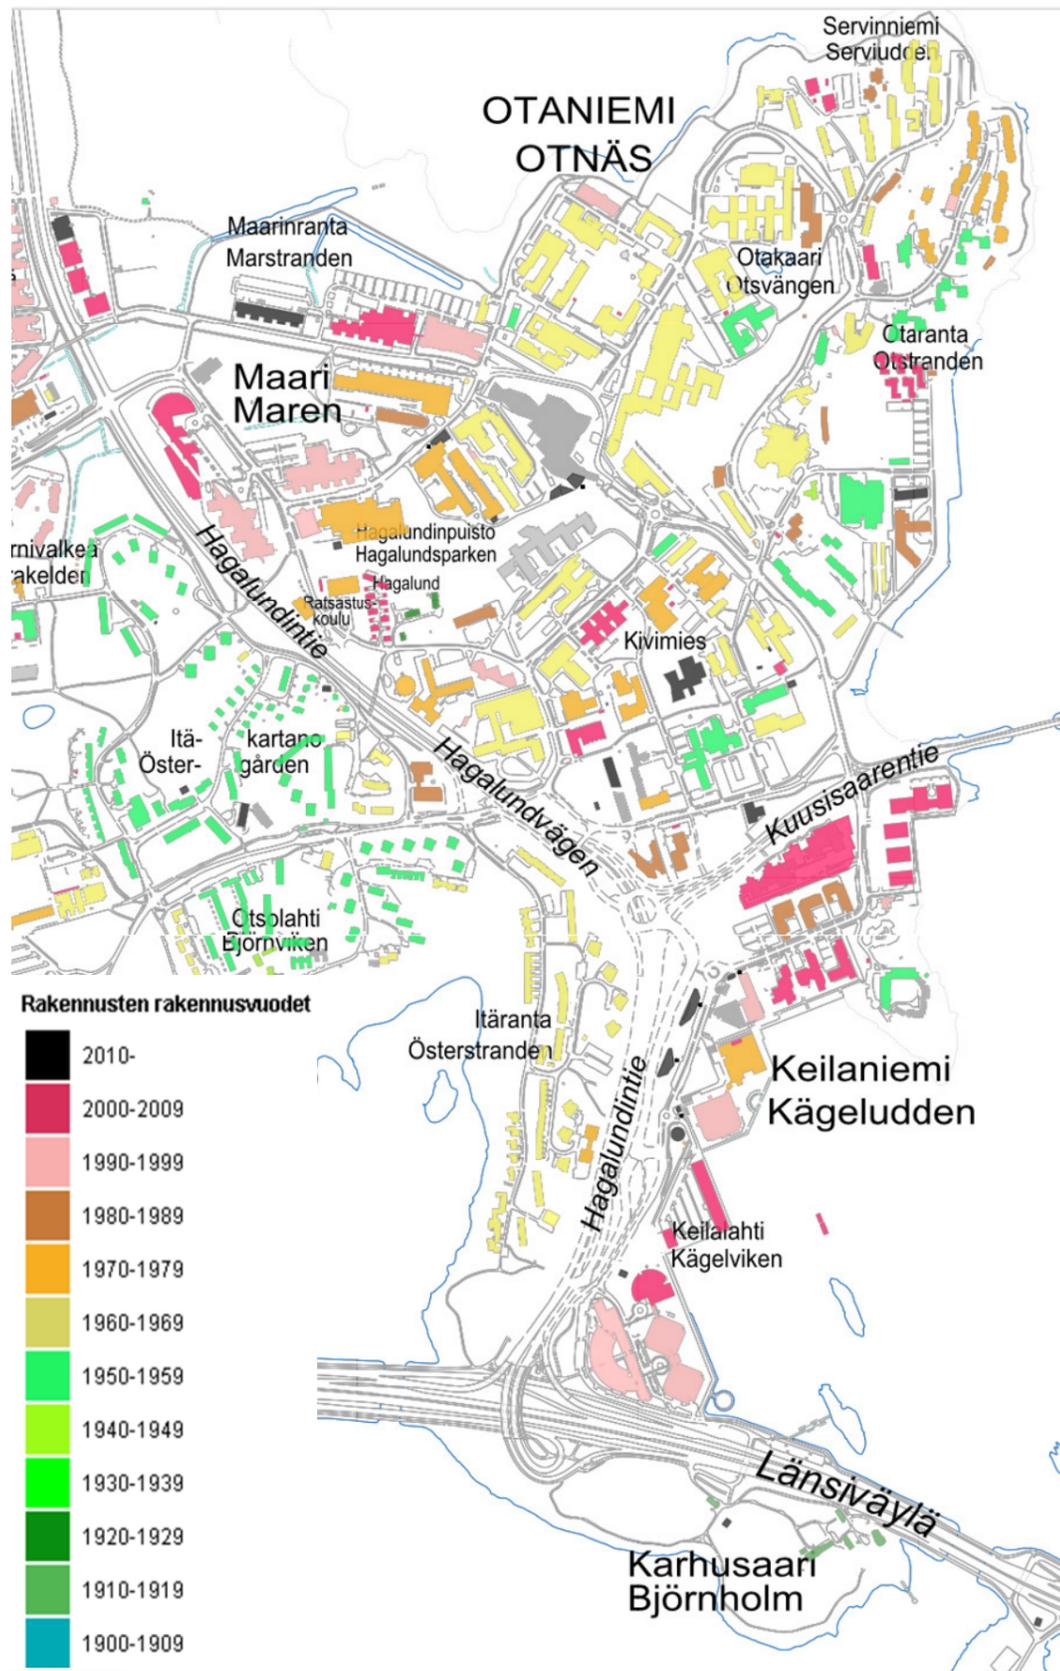 Servinniemi
Serviudden
OTANIEMI
OTNÄS
Maarinranta
Marstranden
Otakaari
Otsvängen
Otaranta
Otstranden
Maari
Maren
Hagalundinpuisto
Hagalundsparken
rnivalkea
rakelden
Hagalundintie
Hagalund
Ratsastus-
koulu
Kivimies
Itä- kartano
Öster- gården
Hagalundvägen
Kuusisaarentie
Otsolahti
Björnviken
Rakennusten rakennusvuodet
2010-
2000-2009
1990-1999
1980-1989
1970-1979
1960-1969
1950-1959
1940-1949
1930-1939
1920-1929
1910-1919
1900-1909
Itäranta
Österstranden
Hagalundintie
Keilaniemi
Kägeludden
Keilalahti
Kägelviken
Länsiväylä
Karhusaari
Björnholm